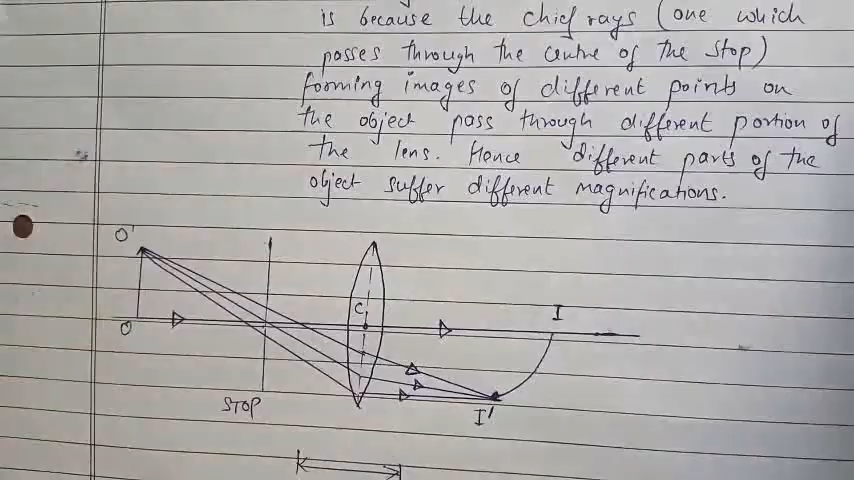 is because the chief rays (one which
passes through the centre of the stop)
forming images of different points on
the object pass through different portion of
the lens. Hence different parts of the
object suffer different magnifications.
O'
C
I
O
STOP
I'